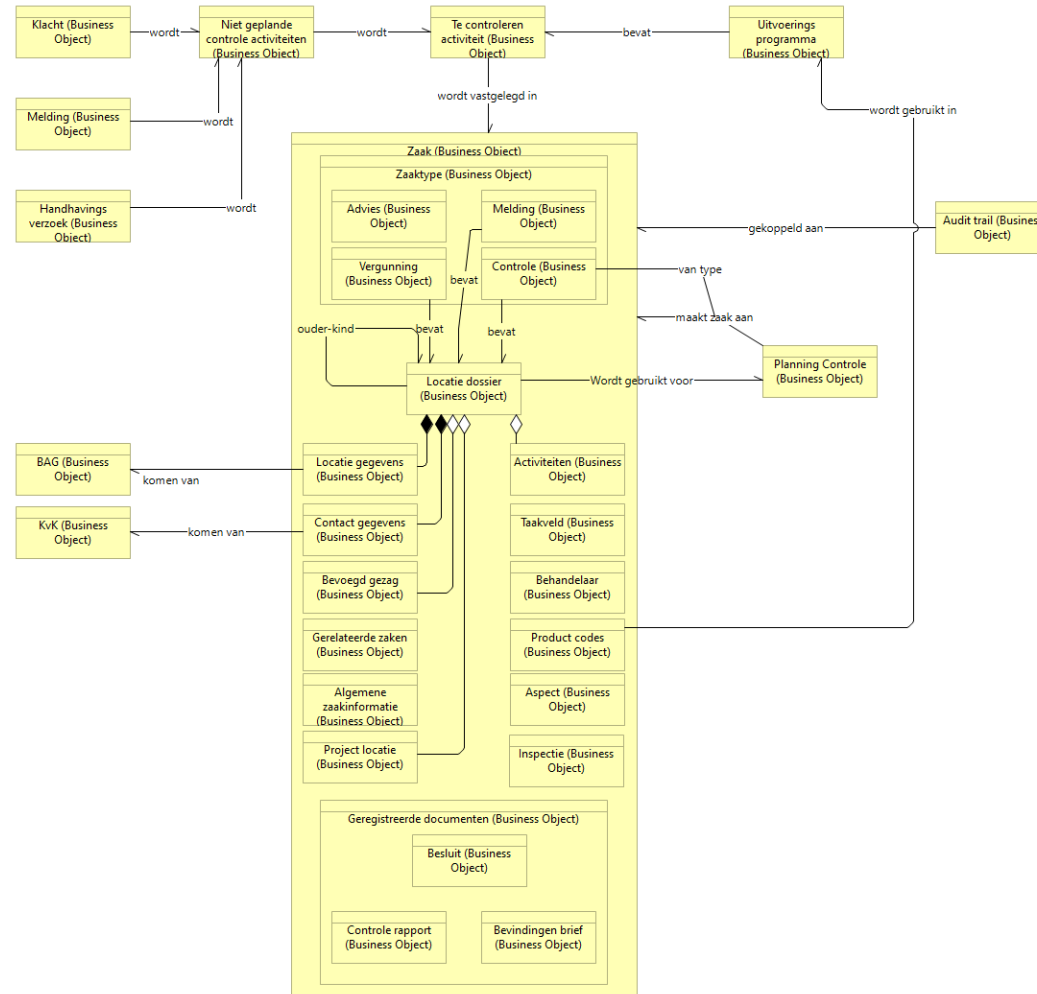 Klacht (Business
Object)
wordt
Niet geplande
controle activiteiten
(Business Object)
wordt
Te controleren
activiteit (Business
Object)
bevat
Uitvoerings
programma
(Business Object)
wordt vastgelegd in
wordt gebruikt in
Melding (Business
Object)
wordt
Handhavings
verzoek (Business
Object)
wordt
Zaak (Business Object)
Zaaktype (Business Object)
Advies (Business
Object)
Melding (Business
Object)
Audit trail (Business
Object)
gekoppeld aan
Vergunning
(Business Object)
bevat
Controle (Business
Object)
van type
ouder-kind
bevat
bevat
maakt zaak aan
Planning Controle
(Business Object)
Locatie dossier
(Business Object)
Wordt gebruikt voor
BAG (Business
Object)
komen van
Locatie gegevens
(Business Object)
Activiteiten (Business
Object)
KvK (Business
Object)
komen van
Contact gegevens
(Business Object)
Taakveld (Business
Object)
Bevoegd gezag
(Business Object)
Behandelaar
(Business Object)
Gerelateerde zaken
(Business Object)
Product codes
(Business Object)
Algemene
zaakinformatie
(Business Object)
Aspect (Business
Object)
Project locatie
(Business Object)
Inspectie (Business
Object)
Geregistreerde documenten (Business Object)
Besluit (Business
Object)
Controle rapport
(Business Object)
Bevindingen brief
(Business Object)